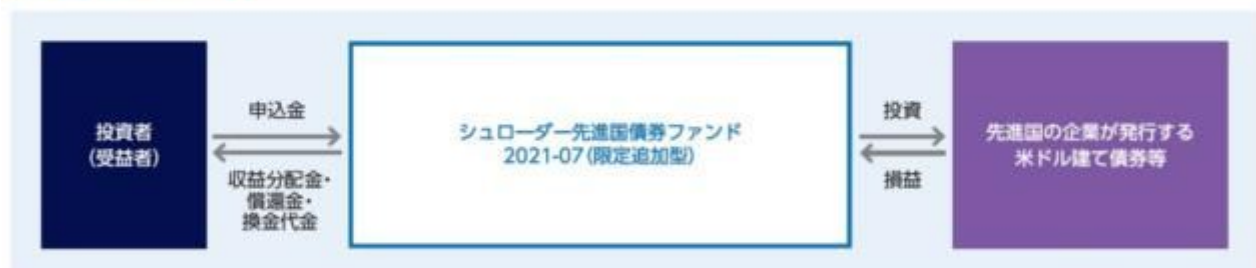 投資者
(受益者)
申込金
収益分配金・
償還金・
換金代金
シュローダー先進国債券ファンド
2021-07(限定追加型)
投資
損益
先進国の企業が発行する
米ドル建て債券等